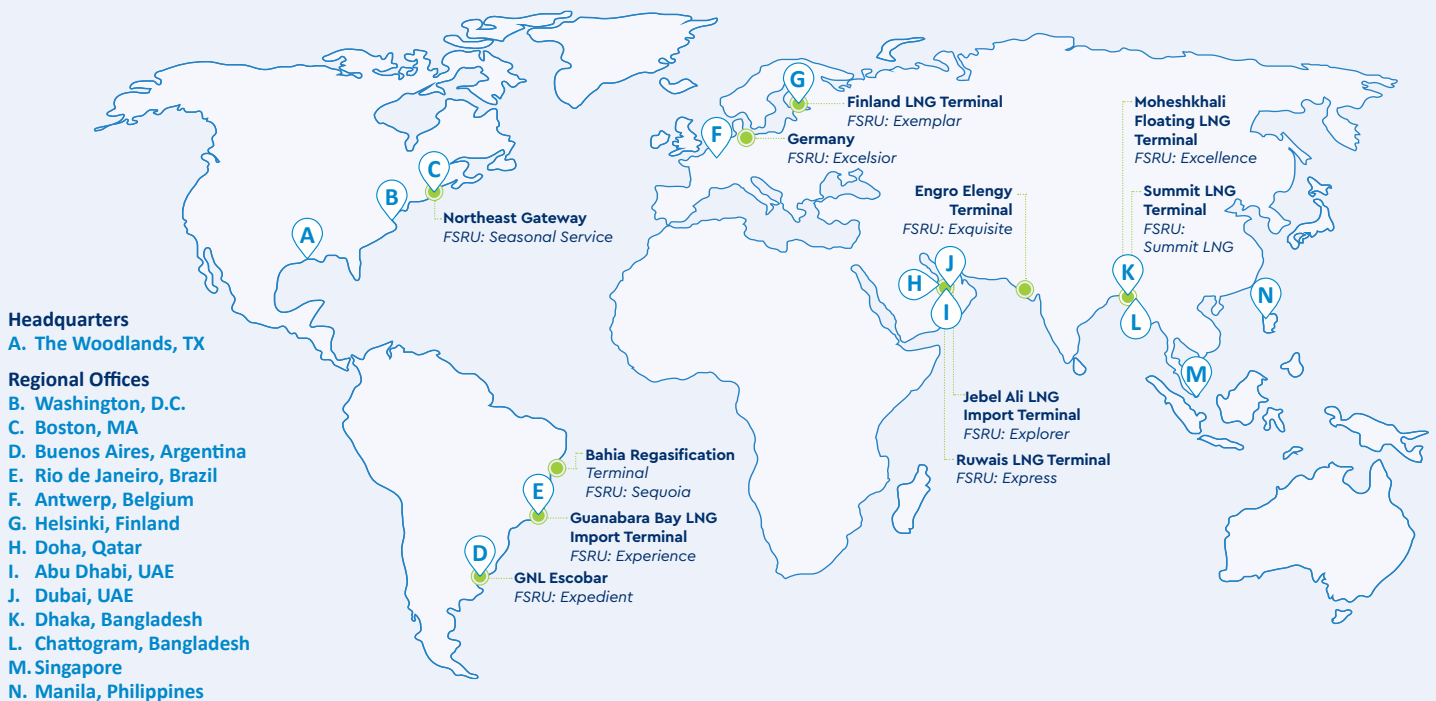 G
Finland LNG Terminal
FSRU: Exemplar
F
Germany
FSRU: Excelsior
Moheshkhali
Floating LNG
Terminal
FSRU: Excellence
Summit LNG
Terminal
FSRU:
Summit LNG
C
B
A
Northeast Gateway
FSRU: Seasonal Service
Engro Elengy
Terminal
FSRU: Exquisite
J
H
I
K
L
N
M
Jebel Ali LNG
Import Terminal
FSRU: Explorer
Ruwais LNG Terminal
FSRU: Express
Bahia Regasification
Terminal
FSRU: Sequoia
E
Guanabara Bay LNG
Import Terminal
FSRU: Experience
D
GNL Escobar
FSRU: Expedient
Headquarters
A. The Woodlands, TX
Regional Offices
B. Washington, D.C.
C. Boston, MA
D. Buenos Aires, Argentina
E. Rio de Janeiro, Brazil
F. Antwerp, Belgium
G. Helsinki, Finland
H. Doha, Qatar
I. Abu Dhabi, UAE
J. Dubai, UAE
K. Dhaka, Bangladesh
L. Chattogram, Bangladesh
M. Singapore
N. Manila, Philippines